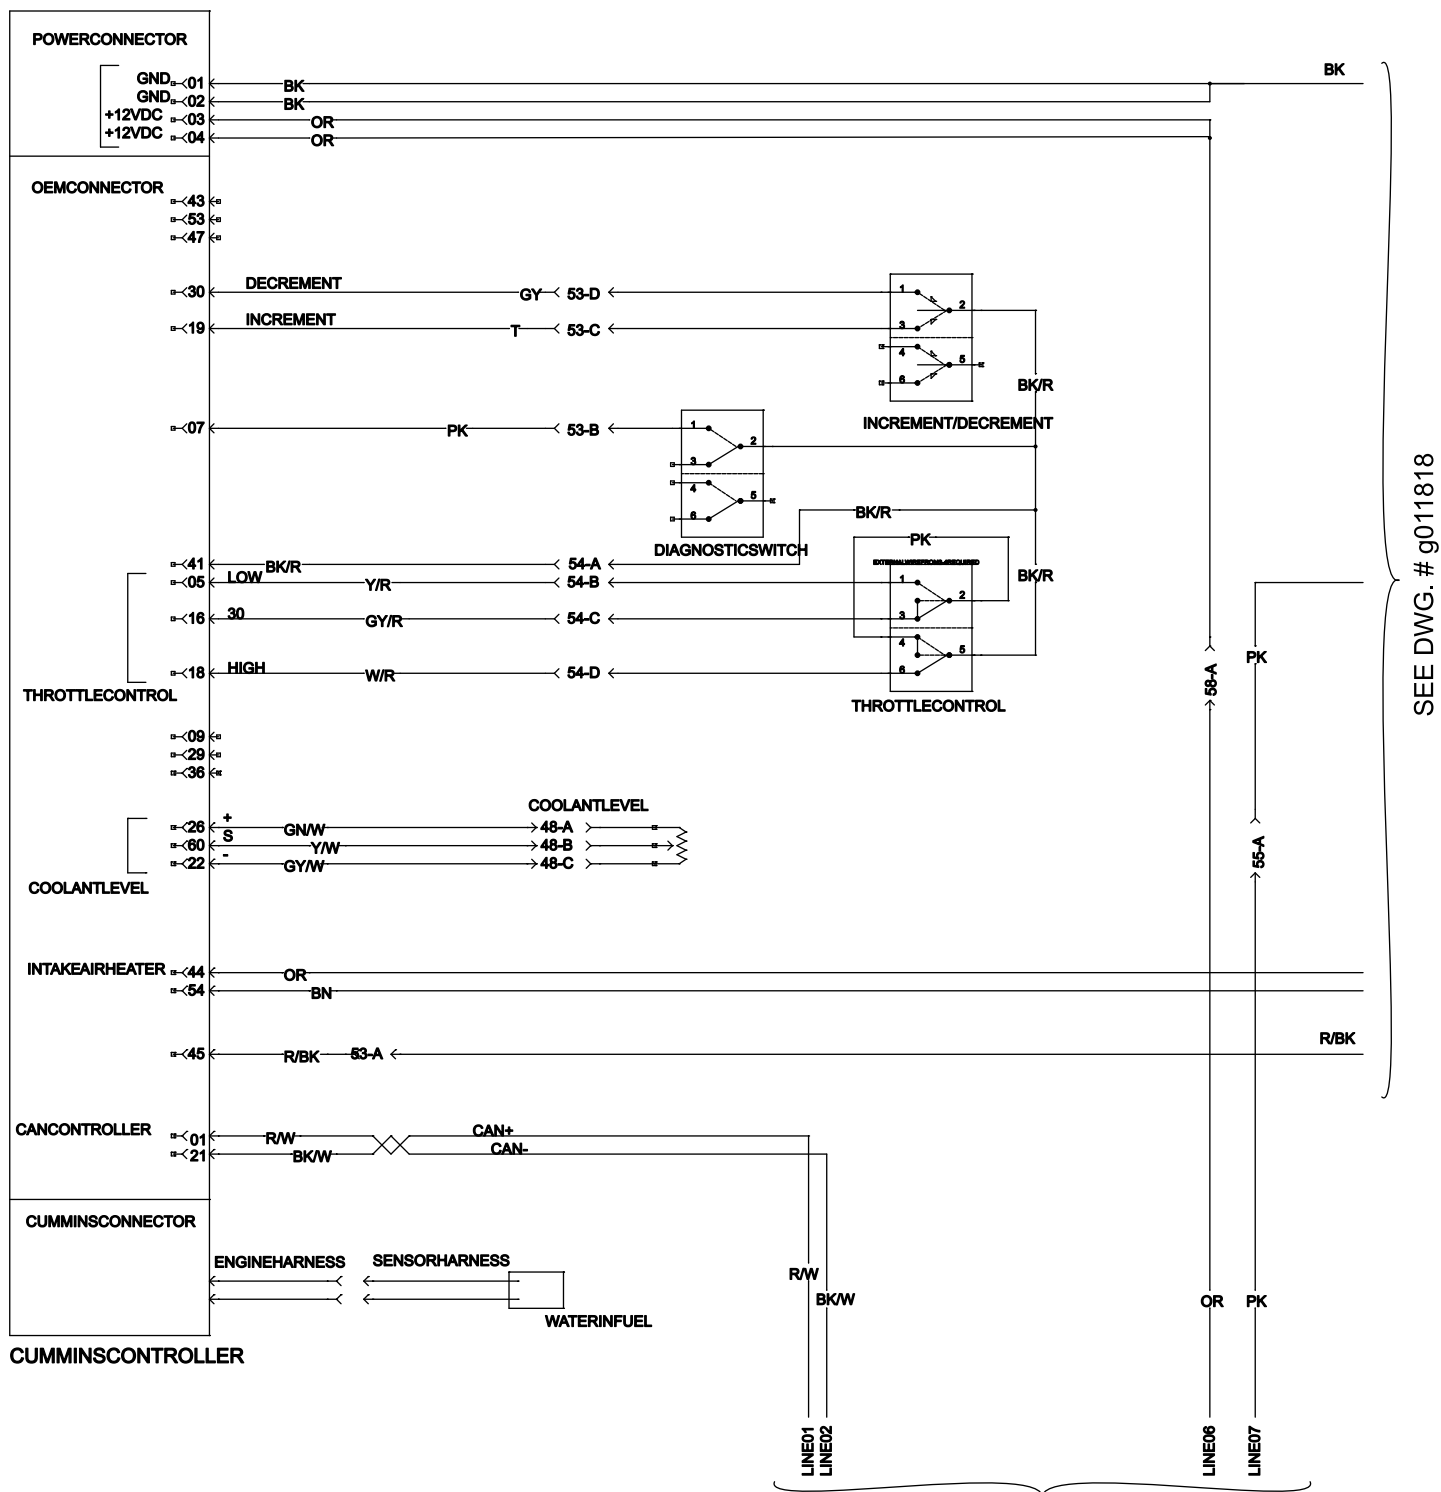 POWERCONNECTOR
GND 01 BK BK
GND 02 BK
+12VDC 03 OR
+12VDC 04 OR
OEMCONNECTOR
43
53
47
30 DECREMENT GY 53-D 1 2
19 INCREMENT T 53-C 3
4 5
6
BK/R
INCREMENT/DECREMENT
07 PK 53-B 1 2
3
4 5
6
DIAGNOSTICSWITCH
BK/R
PK
41 BK/R 54-A
05 LOW Y/R 54-B 1 2
BK/R
16 30 GY/R 54-C 3
4 5
18 HIGH W/R 54-D 6
THROTTLECONTROL
THROTTLECONTROL
58-A
PK
SEE DWG. # g011818
09
29
36
COOLANTLEVEL
26 + GN/W 48-A
60 S Y/W 48-B
22 - GY/W 48-C
COOLANTLEVEL
55-A
INTAKEAIRHEATER 44 OR
54 BN
45 R/BK 53-A R/BK
CANCONTROLLER 01 R/W CAN+
21 BK/W CAN-
CUMMINSCONNECTOR
ENGINEHARNESS SENSORHARNESS
WATERINFUEL
R/W
BK/W
OR PK
CUMMINSCONTROLLER
LINE01
LINE02
LINE06
LINE07